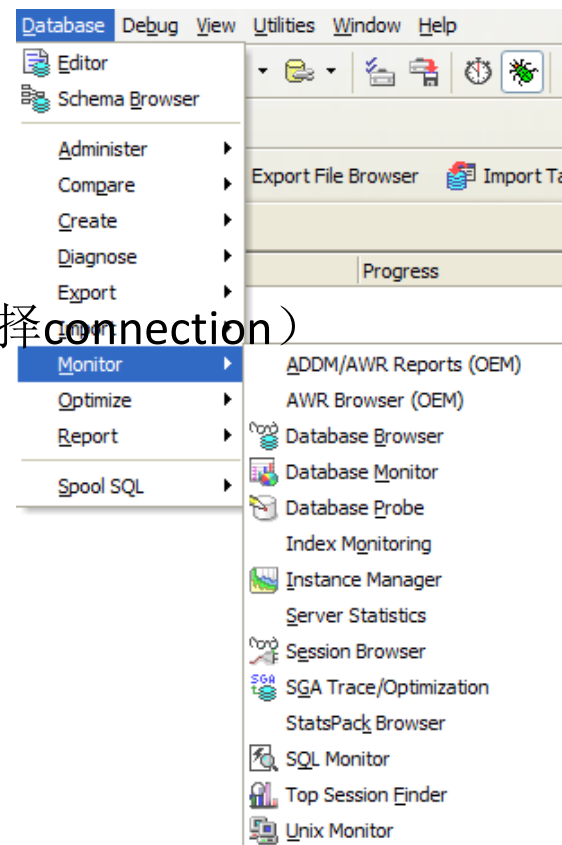 Database Debug View Utilities Window Help
Editor
Schema Browser
Administer
Compare
Export File Browser
Create
Diagnose
Progress
Export
择connection）
Import
Monitor
ADDM/AWR Reports (OEM)
Optimize
AWR Browser (OEM)
Report
Database Browser
Database Monitor
Spool SQL
Database Probe
Index Monitoring
Instance Manager
Server Statistics
Session Browser
SGA Trace/Optimization
StatsPack Browser
SQL Monitor
Top Session Finder
Unix Monitor